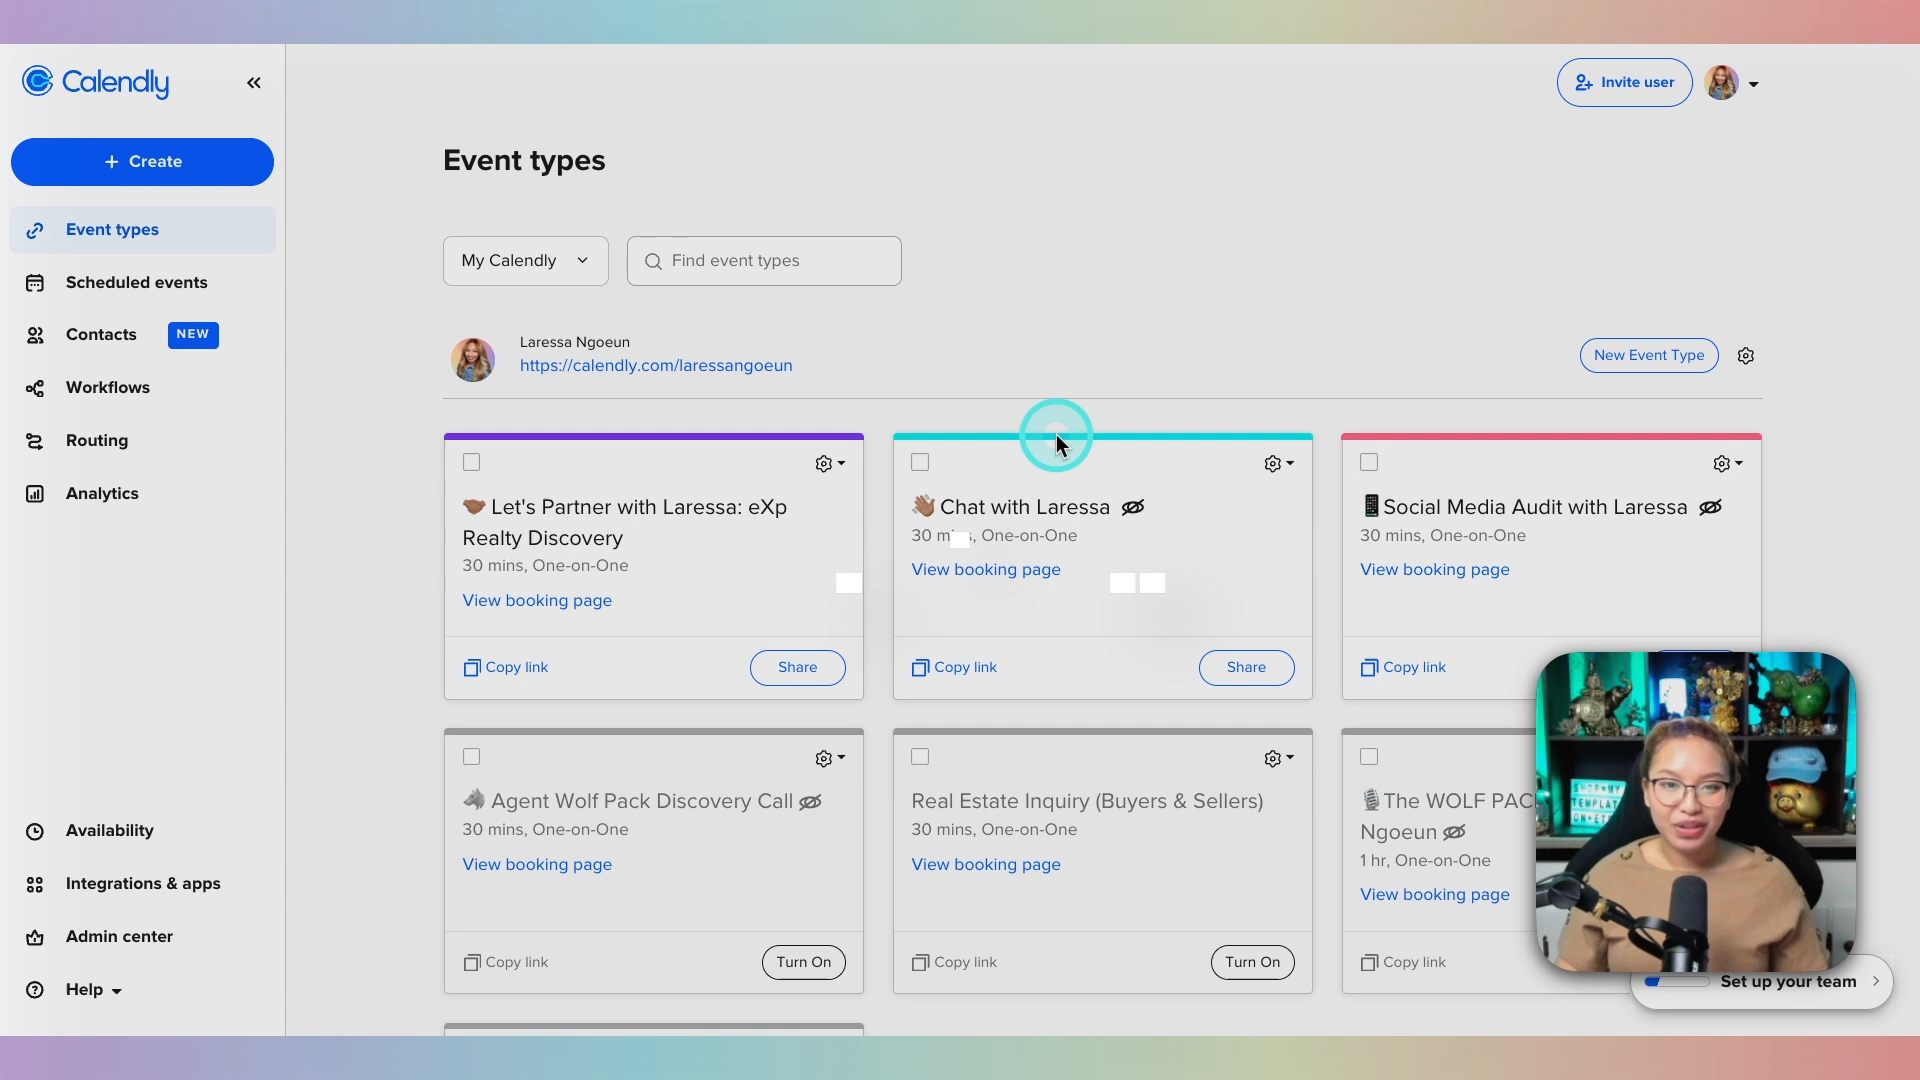 Calendly
Invite user
+ Create
Event types
Scheduled events
Contacts NEW
Workflows
Routing
Analytics
Availability
Integrations & apps
Admin center
Help
Event types
My Calendly
Find event types
Laressa Ngoeun
https://calendly.com/laressangoeun
New Event Type
Let's Partner with Laressa: eXp
Realty Discovery
30 mins, One-on-One
View booking page
Copy link
Share
Chat with Laressa
30 , One-on-One
View booking page
Copy link
Share
Social Media Audit with Laressa
30 mins, One-on-One
View booking page
Copy link
Agent Wolf Pack Discovery Call
30 mins, One-on-One
View booking page
Copy link
Turn On
Real Estate Inquiry (Buyers & Sellers)
30 mins, One-on-One
View booking page
Copy link
Turn On
The WOLF PAC
Ngoeun
1 hr, One-on-One
View booking page
Copy link
SHOP MY
TEMPLAT
Set up your team